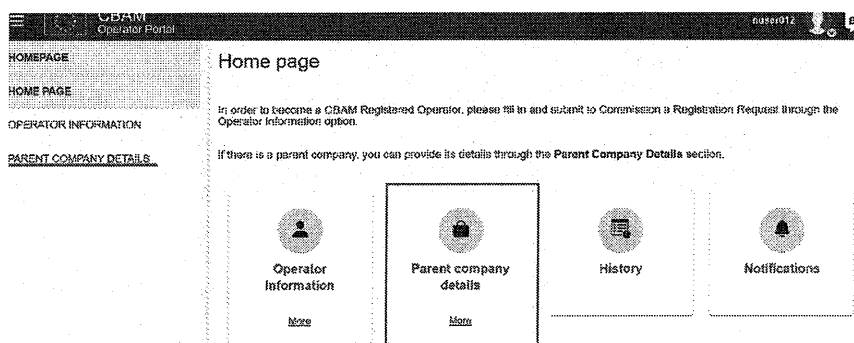 CBAM
Operator Portal
nuser012
HOMEPAGE
HOME PAGE
OPERATOR INFORMATION
PARENT COMPANY DETAILS
Home page
In order to become a CBAM Registered Operator, please fill in and submit to Commission a Registration Request through the
Operator Information option.
If there is a parent company, you can provide its details through the Parent Company Details section.
Operator
Information
More
Parent company
details
More
History
Notifications